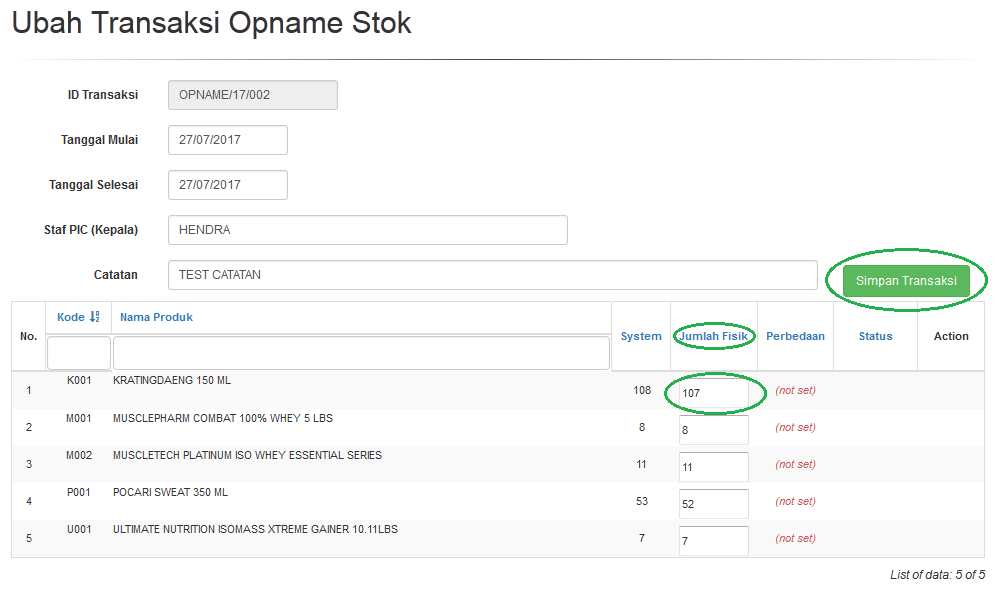 Ubah Transaksi Opname Stok
ID Transaksi OPNAME/17/002
Tanggal Mulai 27/07/2017
Tanggal Selesai 27/07/2017
Staf PIC (Kepala) HENDRA
Catatan TEST CATATAN
Simpan Transaksi
No. Kode Nama Produk System Jumlah Fisik Perbedaan Status Action
1 K001 KRATINGDAENG 150 ML 108 107 (not set)
2 M001 MUSCLEPHARM COMBAT 100% WHEY 5 LBS 8 8 (not set)
3 M002 MUSCLETECH PLATINUM ISO WHEY ESSENTIAL SERIES 11 11 (not set)
4 P001 POCARI SWEAT 350 ML 53 52 (not set)
5 U001 ULTIMATE NUTRITION ISOMASS XTREME GAINER 10.11LBS 7 7 (not set)
List of data: 5 of 5